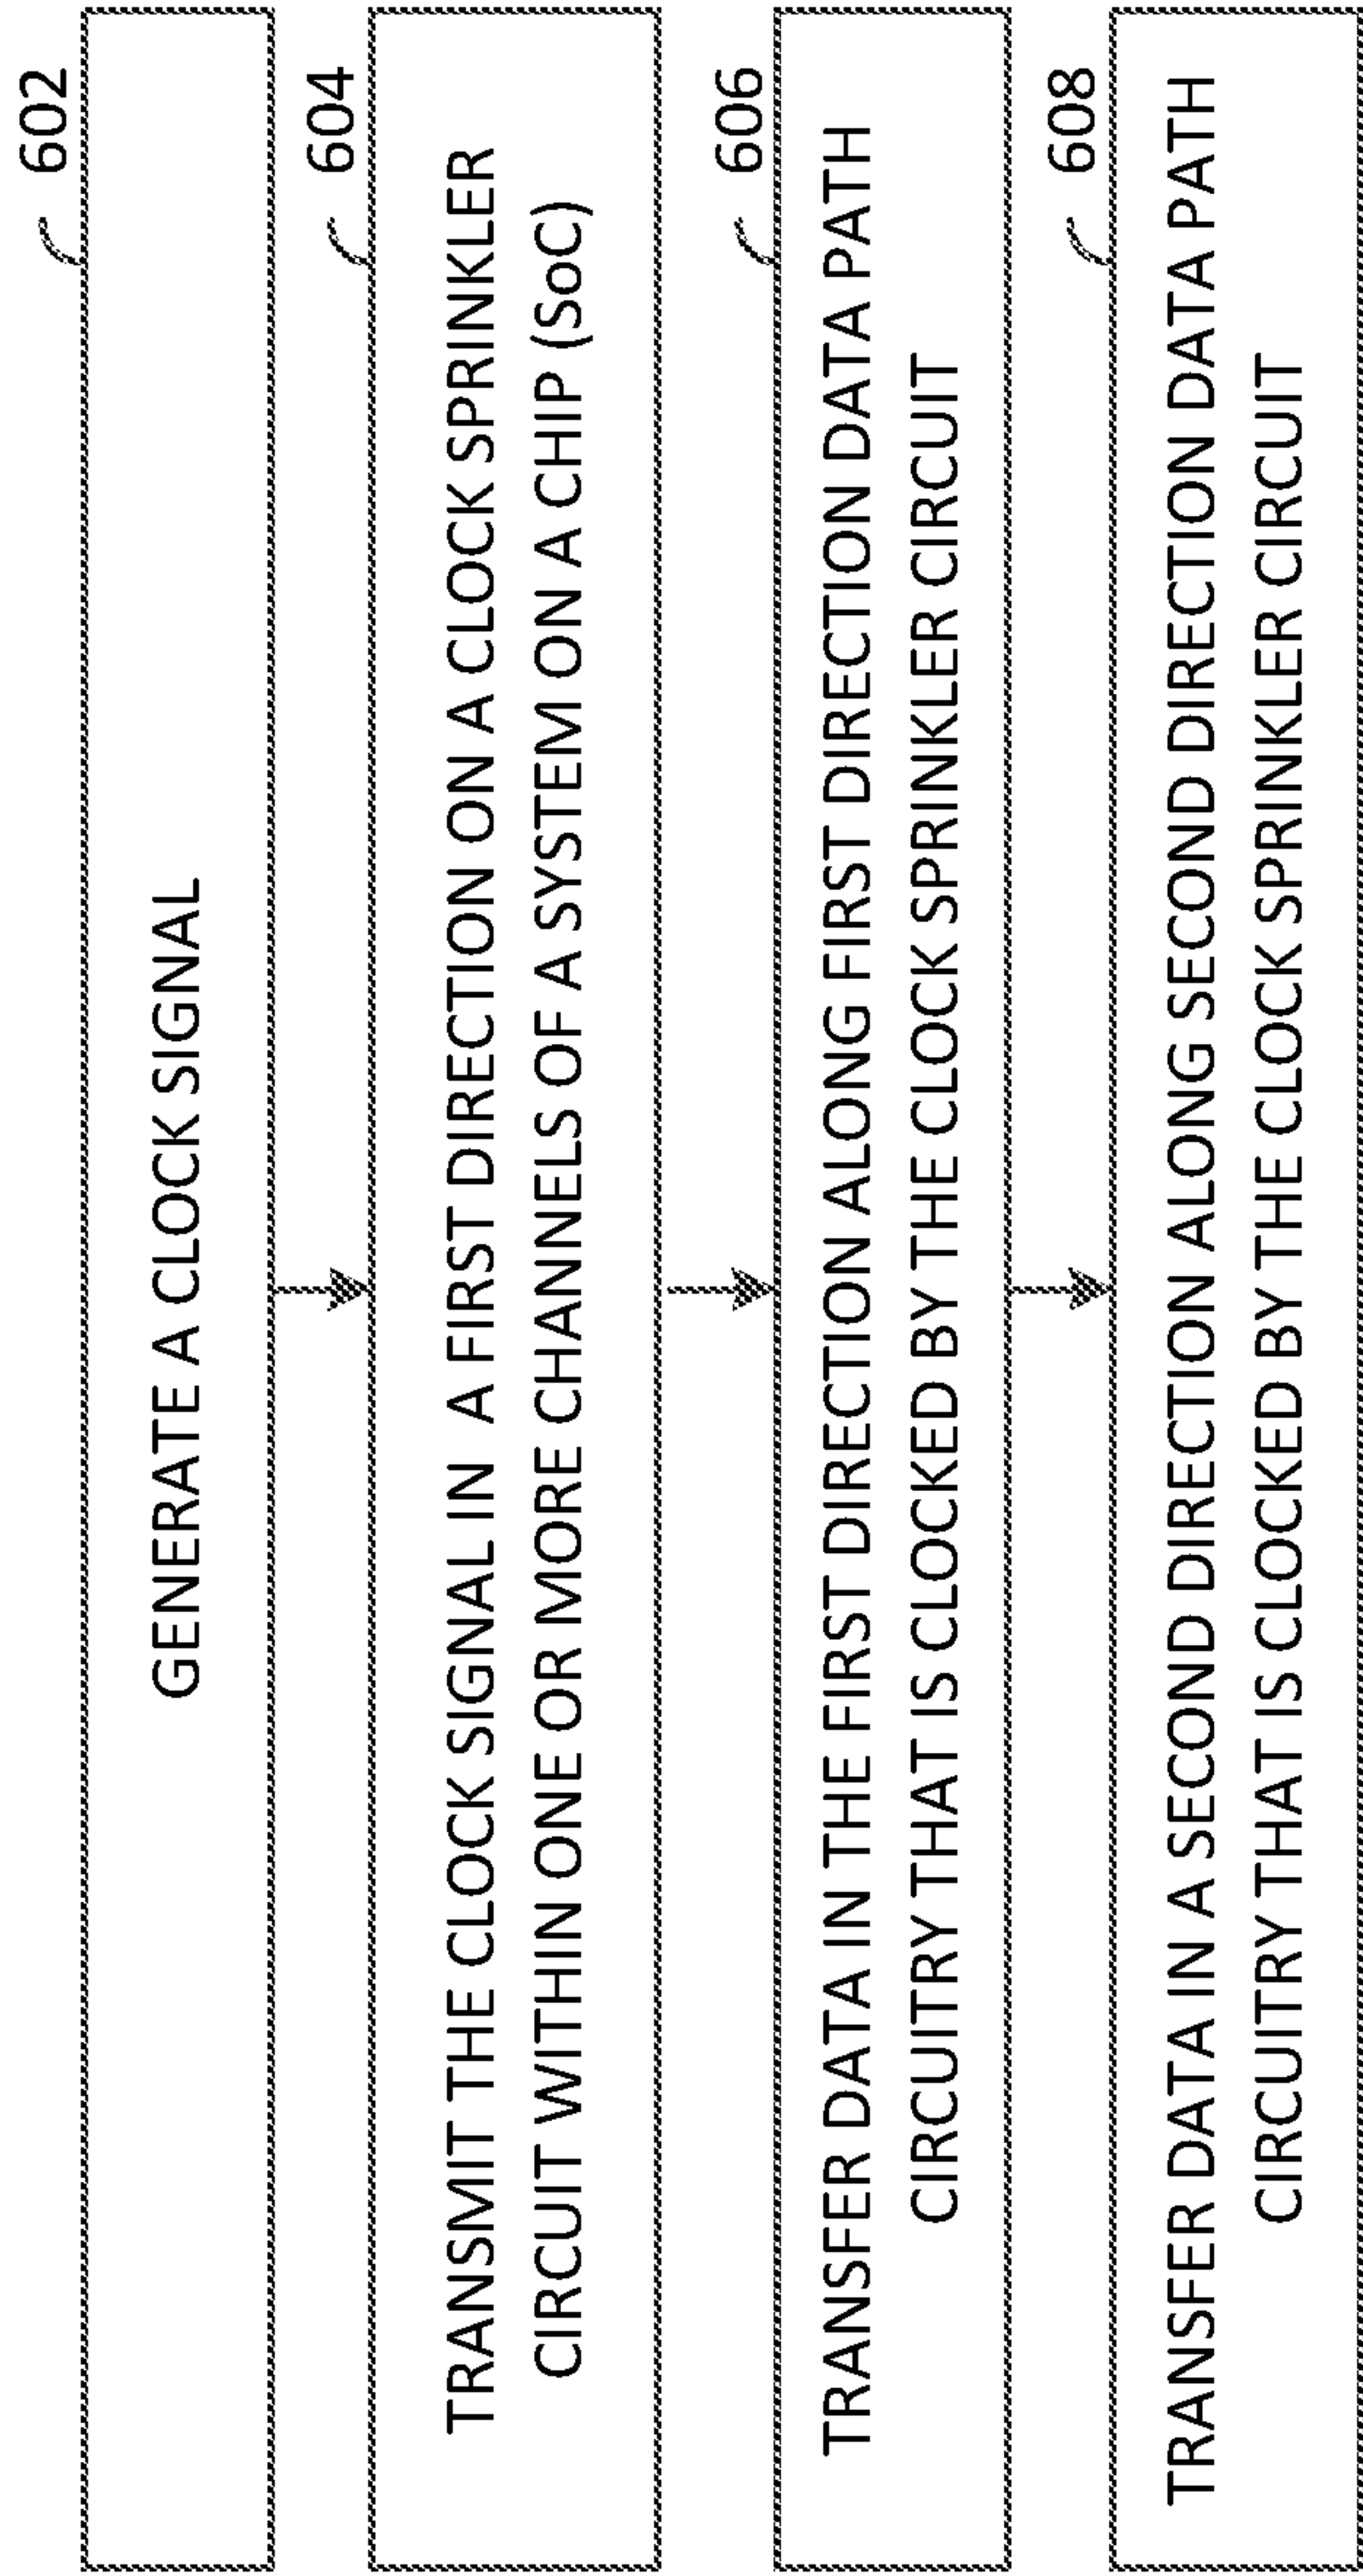 602
GENERATE A CLOCK SIGNAL
604
TRANSMIT THE CLOCK SIGNAL IN A FIRST DIRECTION ON A CLOCK SPRINKLER
CIRCUIT WITHIN ONE OR MORE CHANNELS OF A SYSTEM ON A CHIP (SoC)
606
TRANSFER DATA IN THE FIRST DIRECTION ALONG FIRST DIRECTION DATA PATH
CIRCUITRY THAT IS CLOCKED BY THE CLOCK SPRINKLER CIRCUIT
608
TRANSFER DATA IN A SECOND DIRECTION ALONG SECOND DIRECTION DATA PATH
CIRCUITRY THAT IS CLOCKED BY THE CLOCK SPRINKLER CIRCUIT